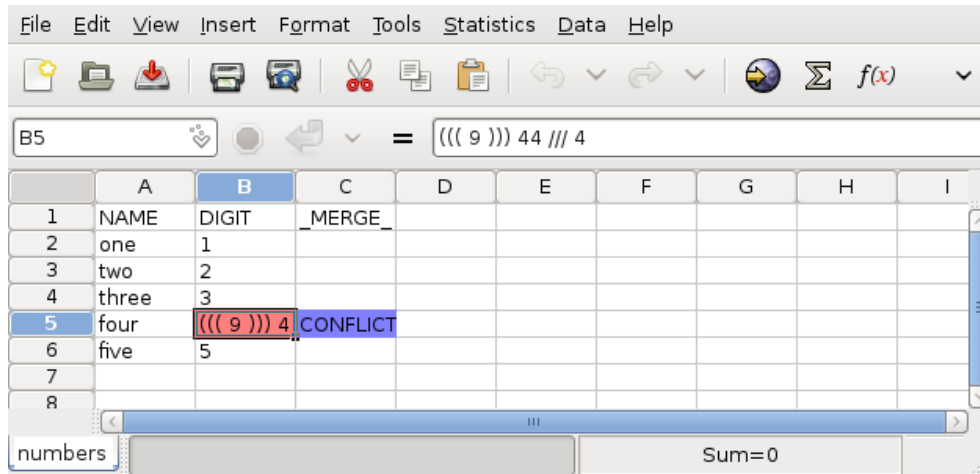 File Edit View Insert Format Tools Statistics Data Help
Σ f(x)
B5 = ((( 9 ))) 44 /// 4
A B C D E F G H I
1 NAME DIGIT _MERGE_
2 one 1
3 two 2
4 three 3
5 four ((( 9 ))) 4 CONFLICT
6 five 5
7
8
numbers Sum=0